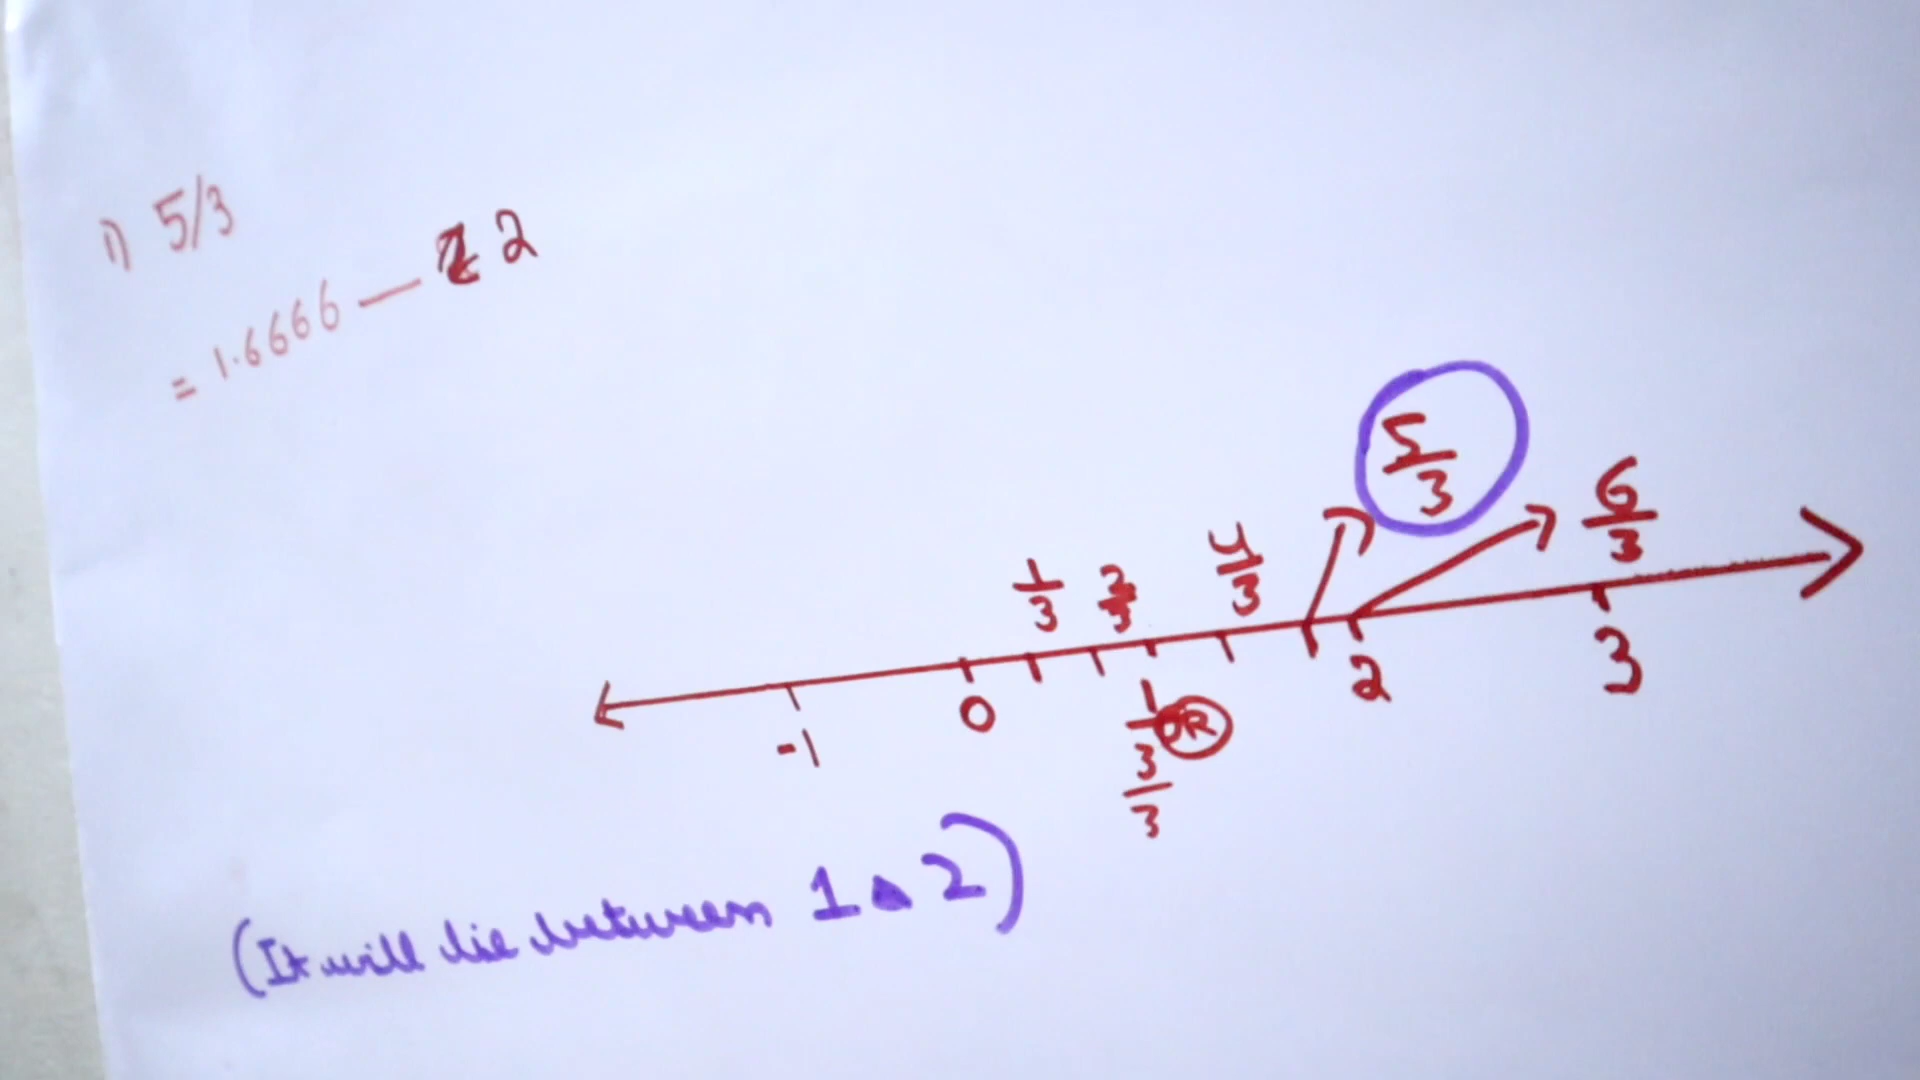 1) 5/3
= 1.6666 — 2
5/3
6/3
1/3 2/3 4/3
-1 0 1 OR 2 3
3/3
(It will lie between 1 & 2)